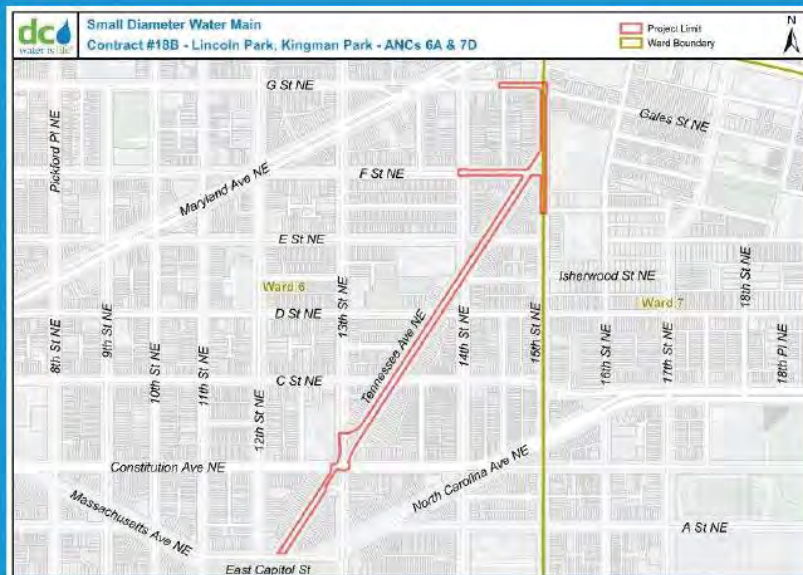 dc
water is life
Small Diameter Water Main
Contract #18B - Lincoln Park, Kingman Park - ANCs 6A & 7D
Project Limit
Ward Boundary
N
G St NE
Gales St NE
Pickford Pl NE
Maryland Ave NE
F St NE
E St NE
Isherwood St NE
Ward 6
Ward 7
18th St NE
13th St NE
D St NE
8th St NE
9th St NE
10th St NE
11th St NE
12th St NE
Tennessee Ave NE
14th St NE
15th St NE
16th St NE
17th St NE
18th Pl NE
C St NE
Constitution Ave NE
North Carolina Ave NE
Massachusetts Ave NE
A St NE
East Capitol St